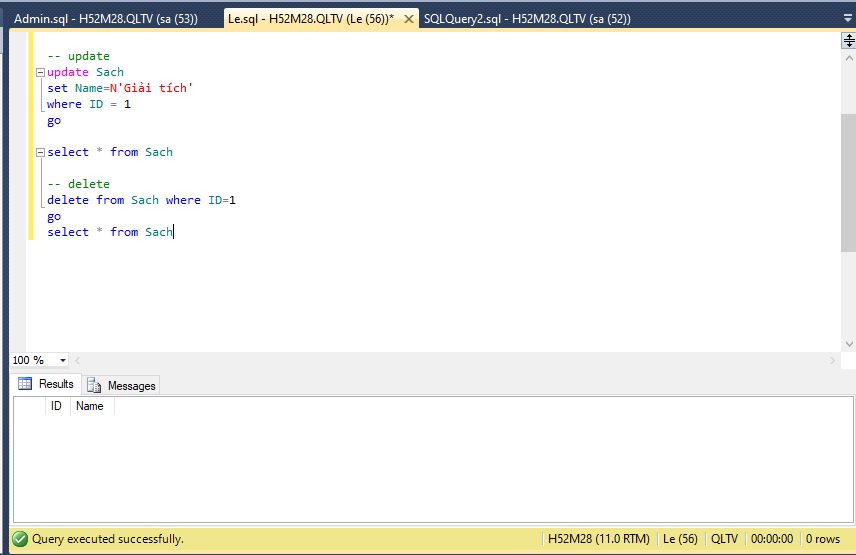 Admin.sql - H52M28.QLTV (sa (53)) Le.sql - H52M28.QLTV (Le (56))* SQLQuery2.sql - H52M28.QLTV (sa (52))
-- update
update Sach
set Name=N'Giải tích'
where ID = 1
go
select * from Sach
-- delete
delete from Sach where ID=1
go
select * from Sach
100 %
Results Messages
ID Name
Query executed successfully. H52M28 (11.0 RTM) Le (56) QLTV 00:00:00 0 rows